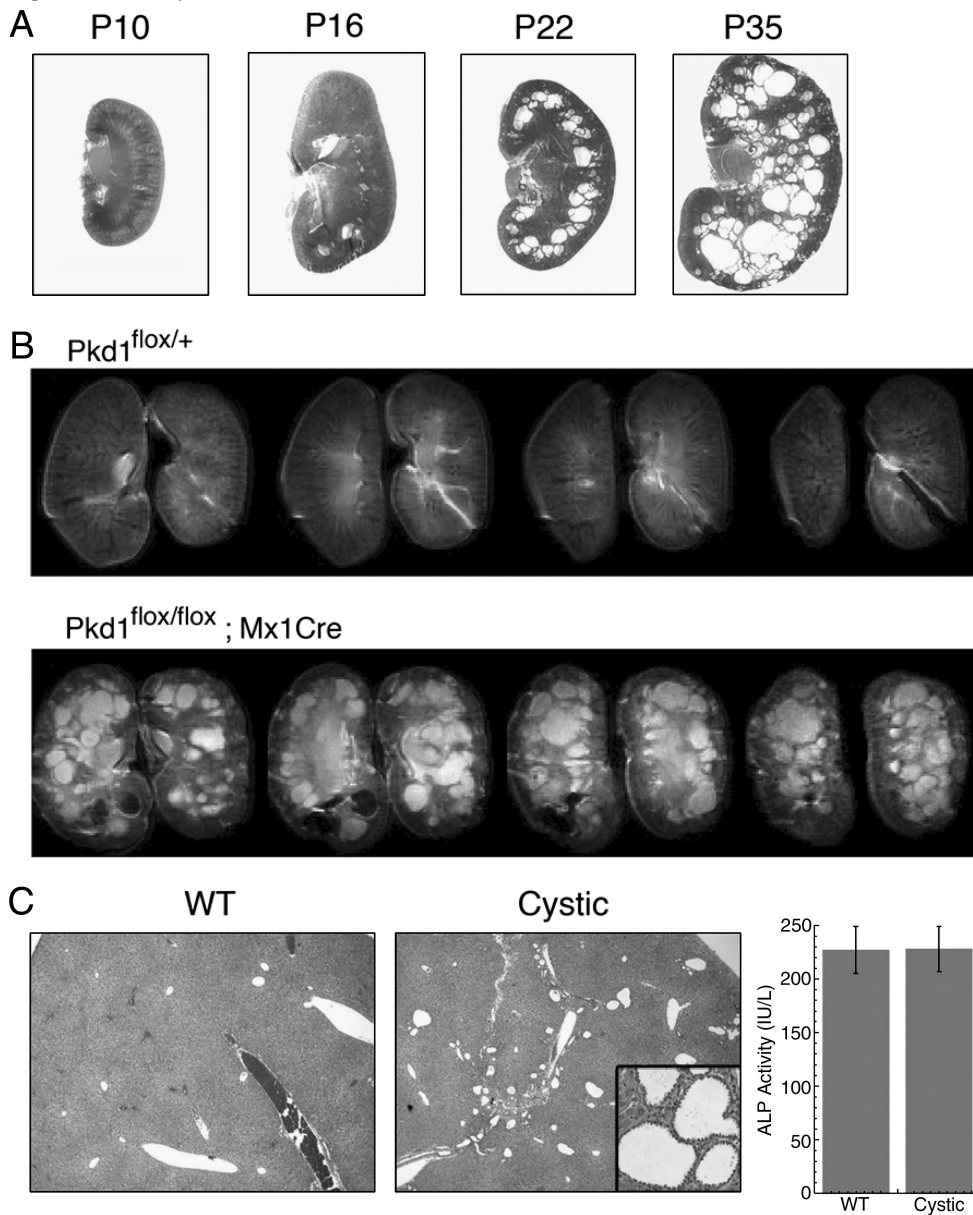 A
P10
P16
P22
P35
B
Pkd1flox/+
Pkd1flox/flox ; Mx1Cre
C
WT
Cystic
ALP Activity (IU/L)
250
200
150
100
50
0
WT
Cystic